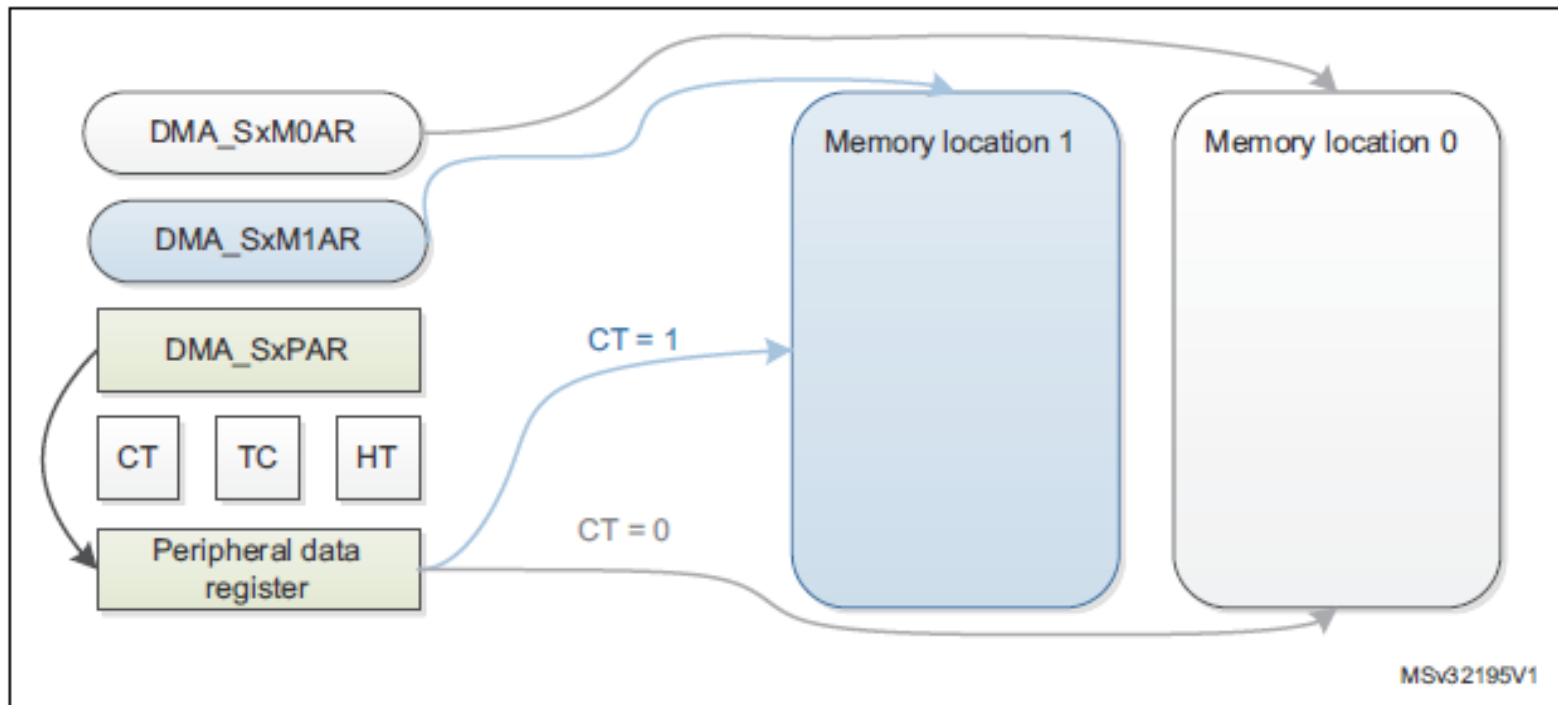 DMA_SxM0AR
DMA_SxM1AR
DMA_SxPAR
CT
TC
HT
Peripheral data
register
CT = 1
CT = 0
Memory location 1
Memory location 0
MSv32195V1